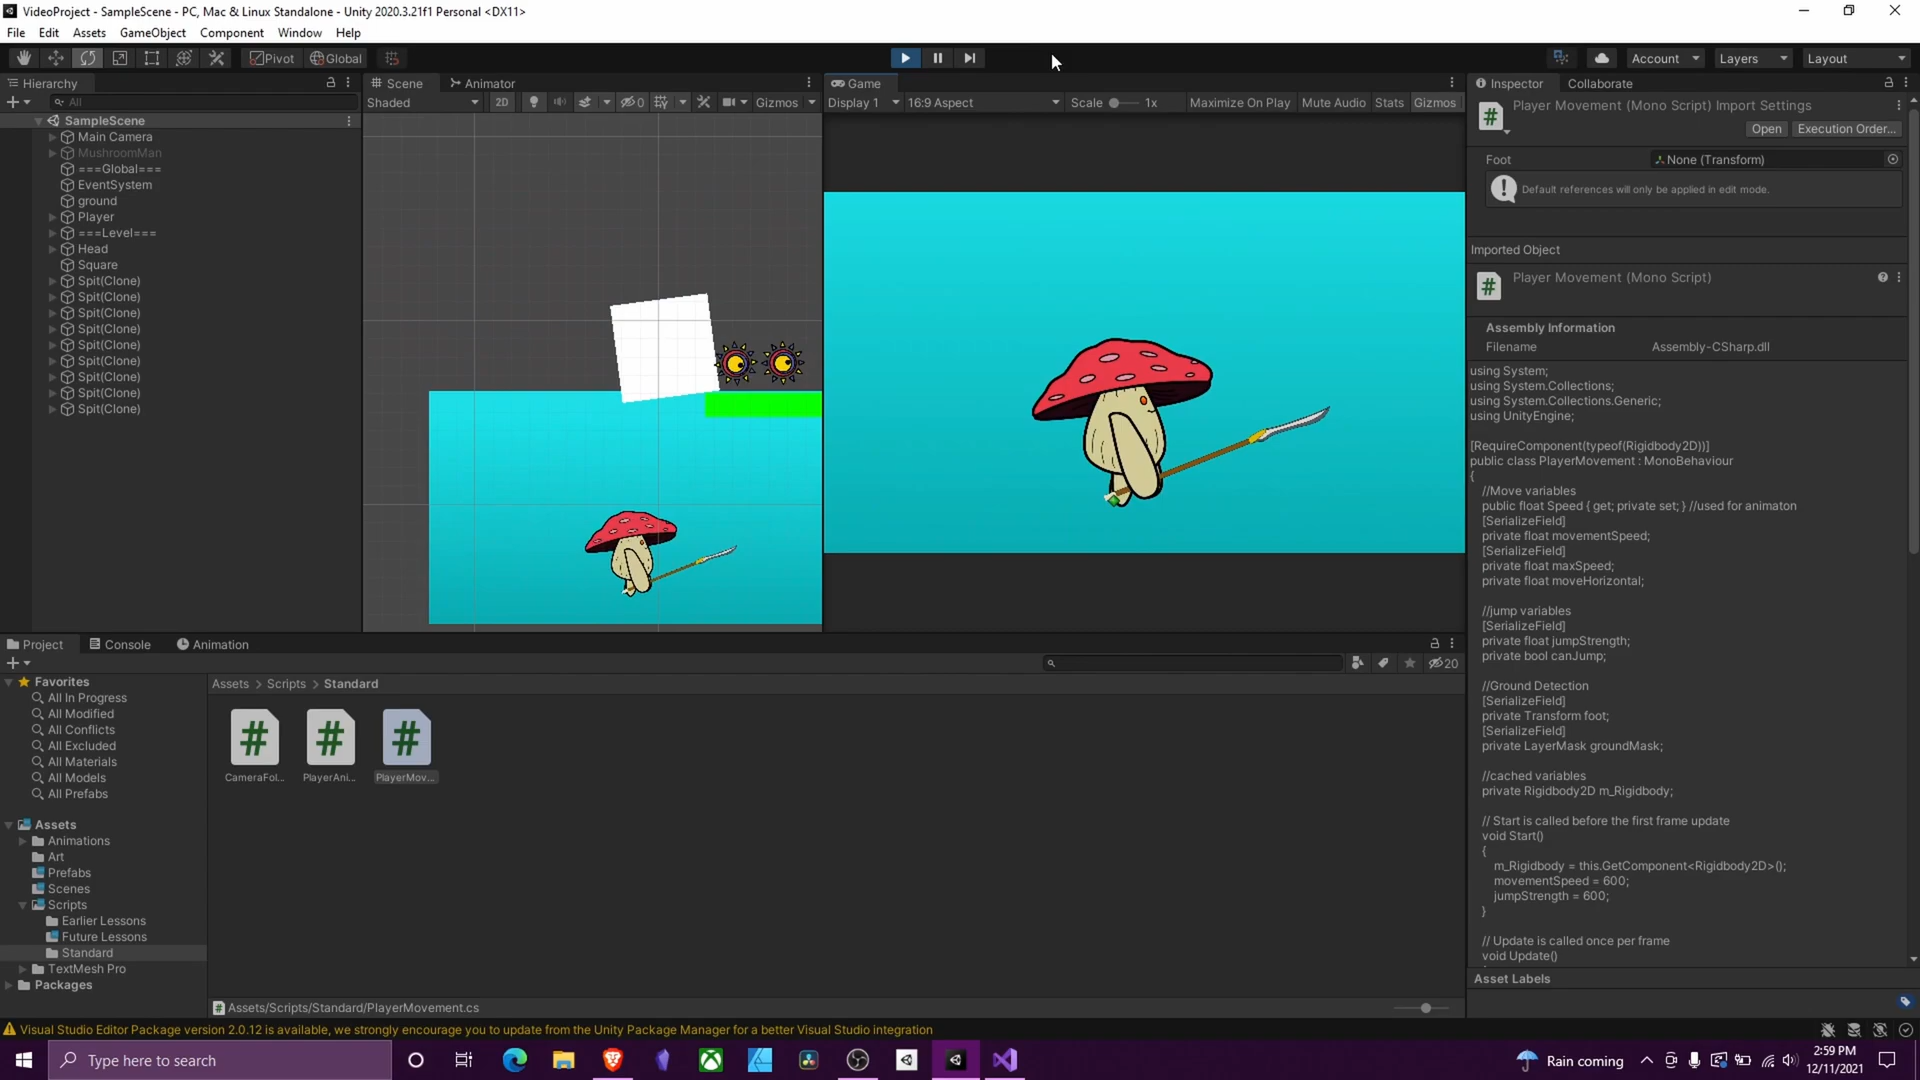 VideoProject - SampleScene - PC, Mac & Linux Standalone - Unity 2020.3.21f1 Personal <DX11>
File Edit Assets GameObject Component Window Help
Pivot Global Account Layers Layout
Hierarchy
All
SampleScene
Main Camera
MushroomMan
===Global===
EventSystem
ground
Player
===Level===
Head
Square
Spit(Clone)
Spit(Clone)
Spit(Clone)
Spit(Clone)
Spit(Clone)
Spit(Clone)
Spit(Clone)
Spit(Clone)
Spit(Clone)
Scene Animator
Shaded 2D 0 Gizmos
Game
Display 1 16:9 Aspect Scale 1x Maximize On Play Mute Audio Stats Gizmos
Inspector Collaborate
Player Movement (Mono Script) Import Settings
Open Execution Order...
Foot None (Transform)
Default references will only be applied in edit mode.
Imported Object
Player Movement (Mono Script)
Assembly Information
Filename Assembly-CSharp.dll
using System;
using System.Collections;
using System.Collections.Generic;
using UnityEngine;
[RequireComponent(typeof(Rigidbody2D))]
public class PlayerMovement : MonoBehaviour
{
//Move variables
public float Speed { get; private set; } //used for animaton
[SerializeField]
private float movementSpeed;
[SerializeField]
private float maxSpeed;
private float moveHorizontal;
//jump variables
[SerializeField]
private float jumpStrength;
private bool canJump;
//Ground Detection
[SerializeField]
private Transform foot;
[SerializeField]
private LayerMask groundMask;
//cached variables
private Rigidbody2D m_Rigidbody;
// Start is called before the first frame update
void Start()
{
m_Rigidbody = this.GetComponent<Rigidbody2D>();
movementSpeed = 600;
jumpStrength = 600;
}
// Update is called once per frame
void Update()
Asset Labels
Project Console Animation
20
Favorites
All In Progress
All Modified
All Conflicts
All Excluded
All Materials
All Models
All Prefabs
Assets
Animations
Art
Prefabs
Scenes
Scripts
Earlier Lessons
Future Lessons
Standard
TextMesh Pro
Packages
Assets > Scripts > Standard
# # #
CameraFol... PlayerAni... PlayerMov...
Assets/Scripts/Standard/PlayerMovement.cs
Visual Studio Editor Package version 2.0.12 is available, we strongly encourage you to update from the Unity Package Manager for a better Visual Studio integration
Type here to search
Rain coming
2:59 PM
12/11/2021